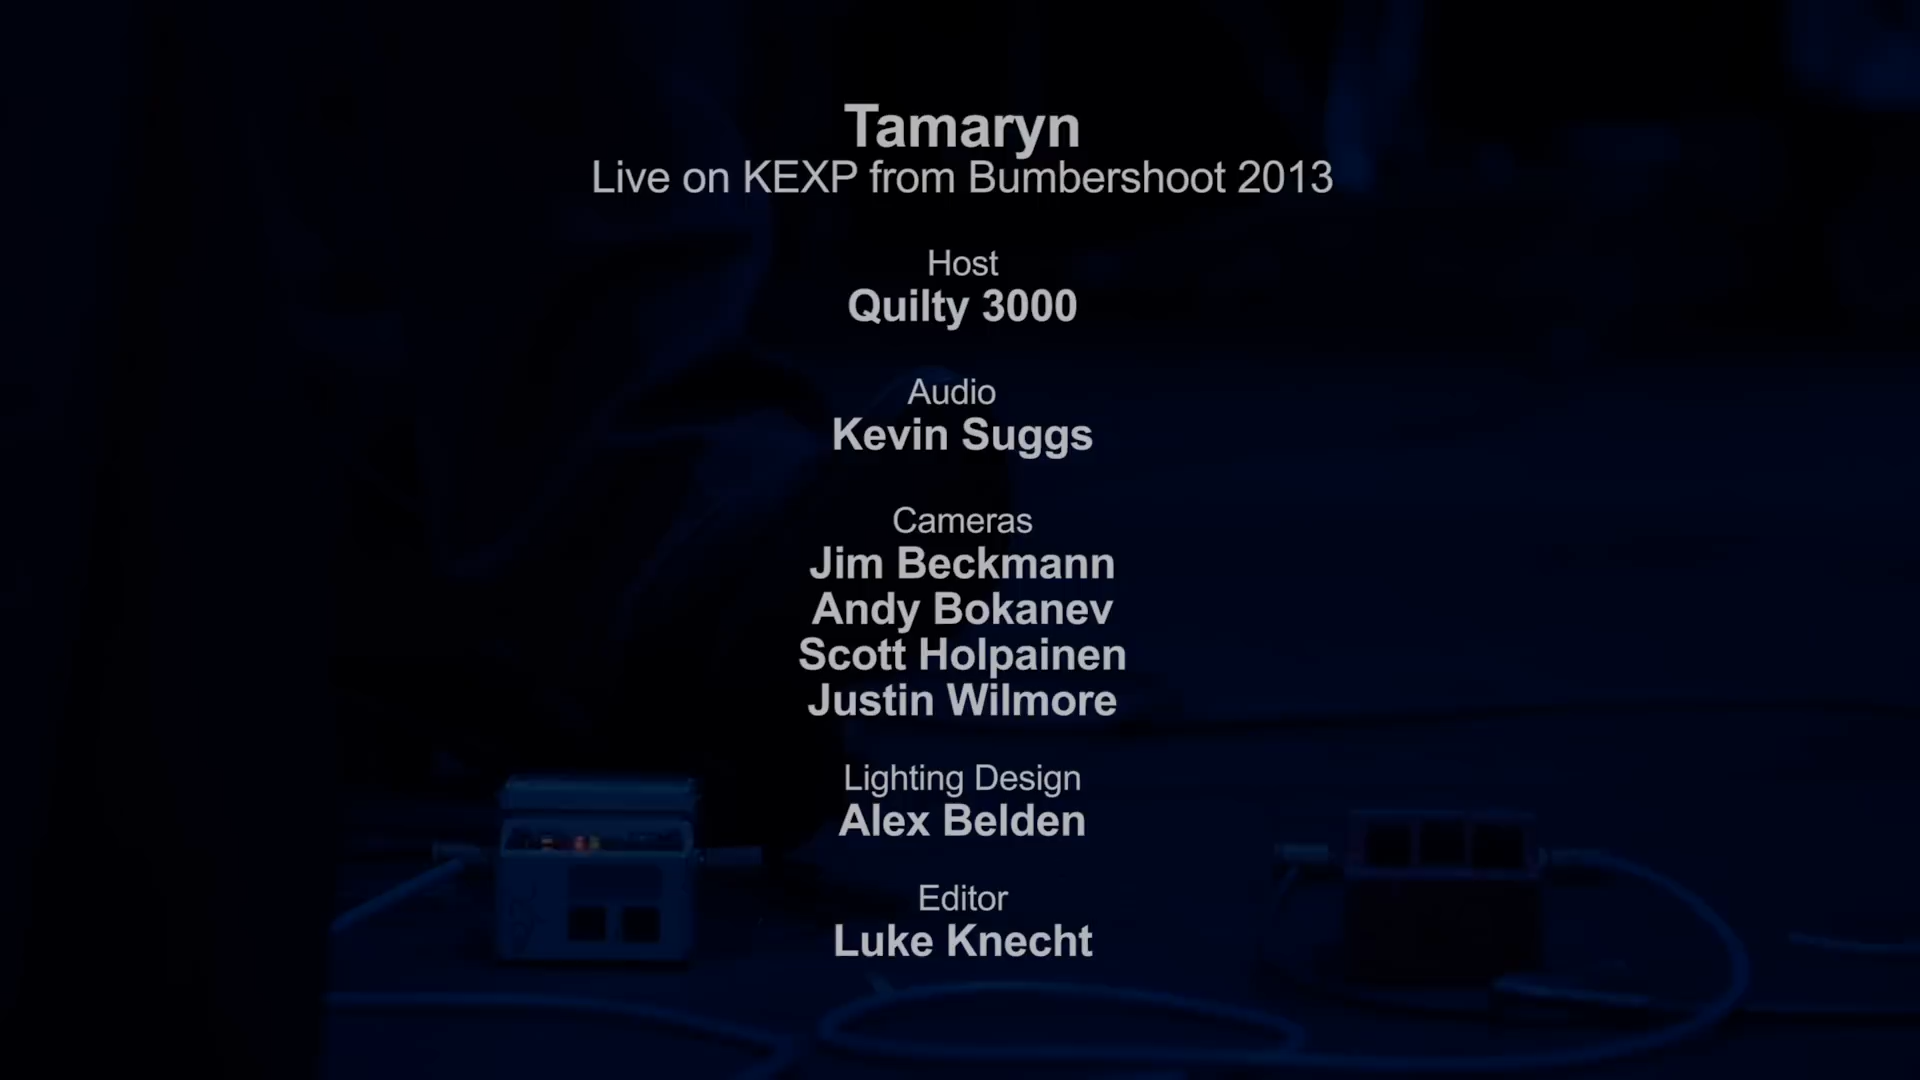 Tamaryn
Live on KEXP from Bumbershoot 2013
Host
Quilty 3000
Audio
Kevin Suggs
Cameras
Jim Beckmann
Andy Bokanev
Scott Holpainen
Justin Wilmore
Lighting Design
Alex Belden
Editor
Luke Knecht